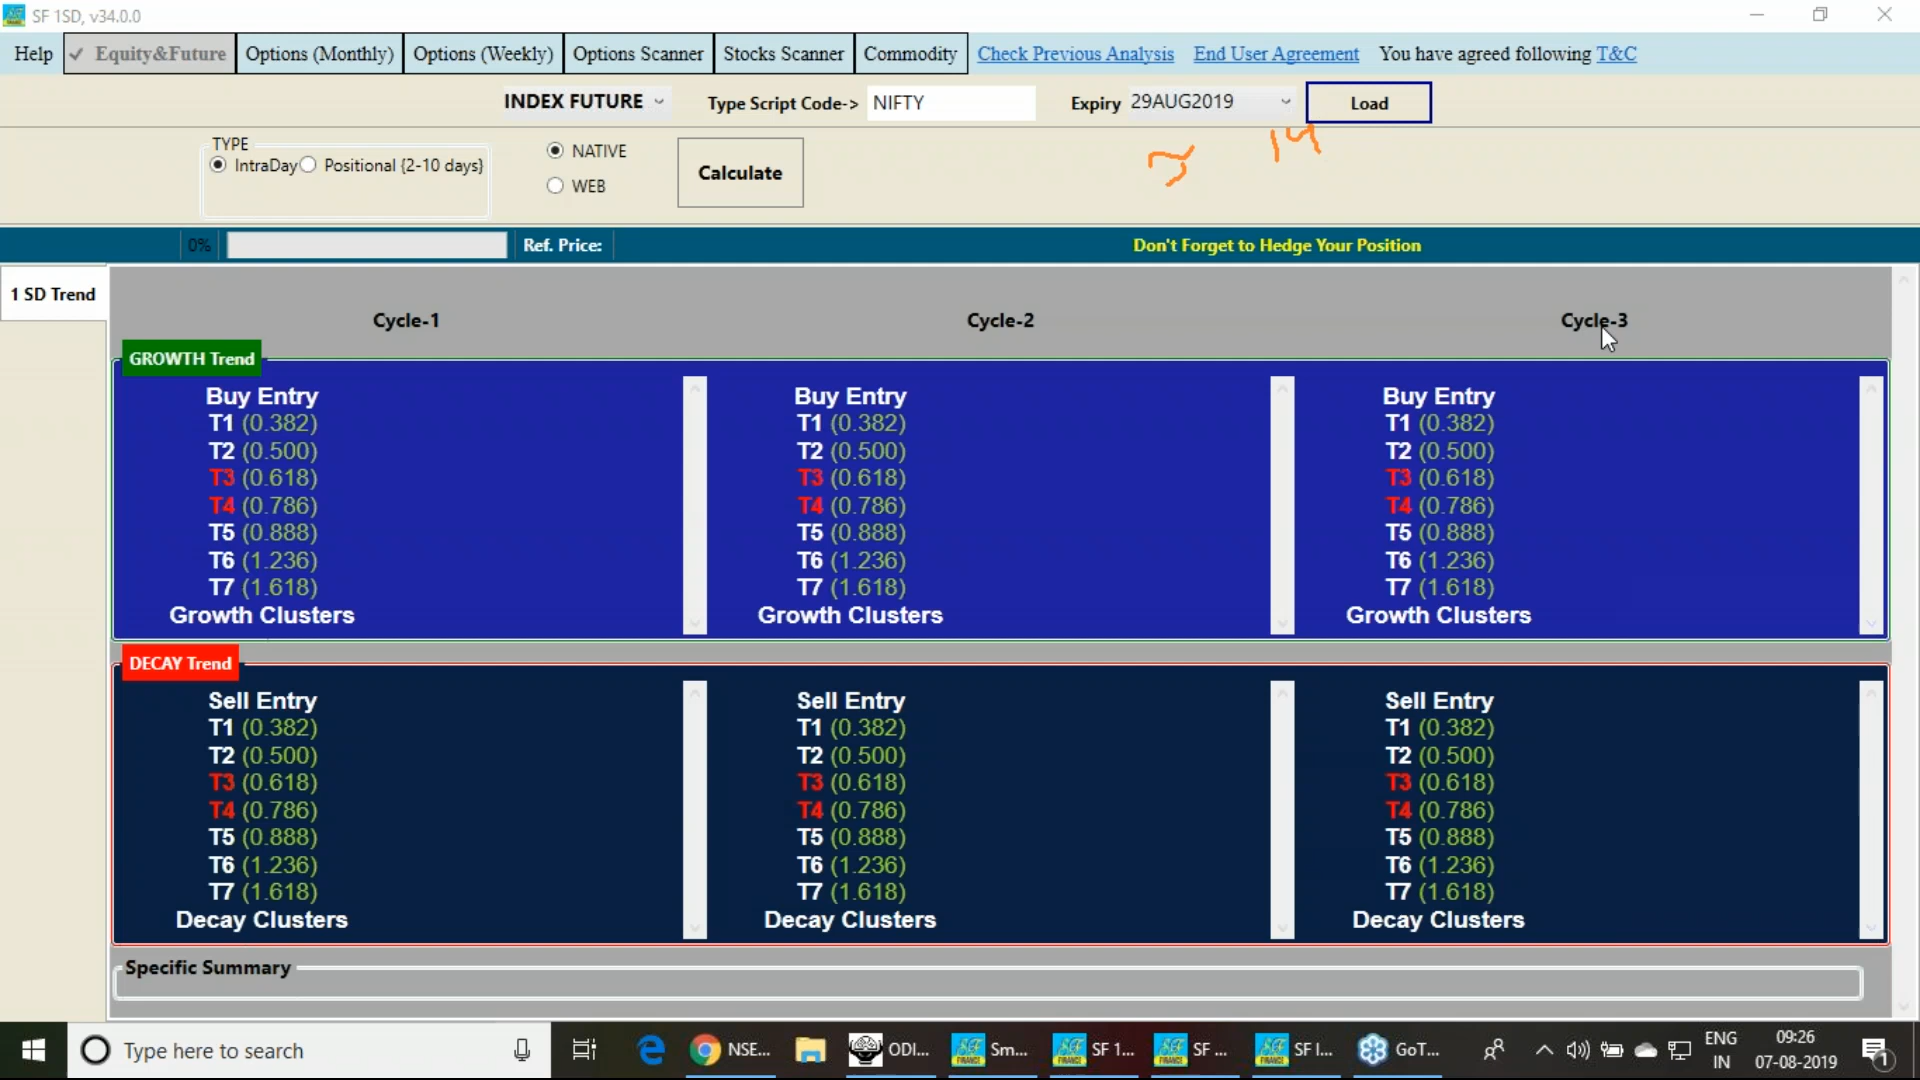 SF 1SD, v34.0.0
Help ✓ Equity&Future Options (Monthly) Options (Weekly) Options Scanner Stocks Scanner Commodity Check Previous Analysis End User Agreement You have agreed following T&C
INDEX FUTURE Type Script Code-> NIFTY Expiry 29AUG2019 Load
14
TYPE
IntraDay Positional {2-10 days}
NATIVE
WEB
Calculate
0% Ref. Price: Don't Forget to Hedge Your Position
1 SD Trend
Cycle-1 Cycle-2 Cycle-3
GROWTH Trend
Buy Entry Buy Entry Buy Entry
T1 (0.382) T1 (0.382) T1 (0.382)
T2 (0.500) T2 (0.500) T2 (0.500)
T3 (0.618) T3 (0.618) T3 (0.618)
T4 (0.786) T4 (0.786) T4 (0.786)
T5 (0.888) T5 (0.888) T5 (0.888)
T6 (1.236) T6 (1.236) T6 (1.236)
T7 (1.618) T7 (1.618) T7 (1.618)
Growth Clusters Growth Clusters Growth Clusters
DECAY Trend
Sell Entry Sell Entry Sell Entry
T1 (0.382) T1 (0.382) T1 (0.382)
T2 (0.500) T2 (0.500) T2 (0.500)
T3 (0.618) T3 (0.618) T3 (0.618)
T4 (0.786) T4 (0.786) T4 (0.786)
T5 (0.888) T5 (0.888) T5 (0.888)
T6 (1.236) T6 (1.236) T6 (1.236)
T7 (1.618) T7 (1.618) T7 (1.618)
Decay Clusters Decay Clusters Decay Clusters
Specific Summary
Type here to search NSE... ODI... Sm... SF 1... SF ... SF I... GoT... ENG 09:26
IN 07-08-2019 1